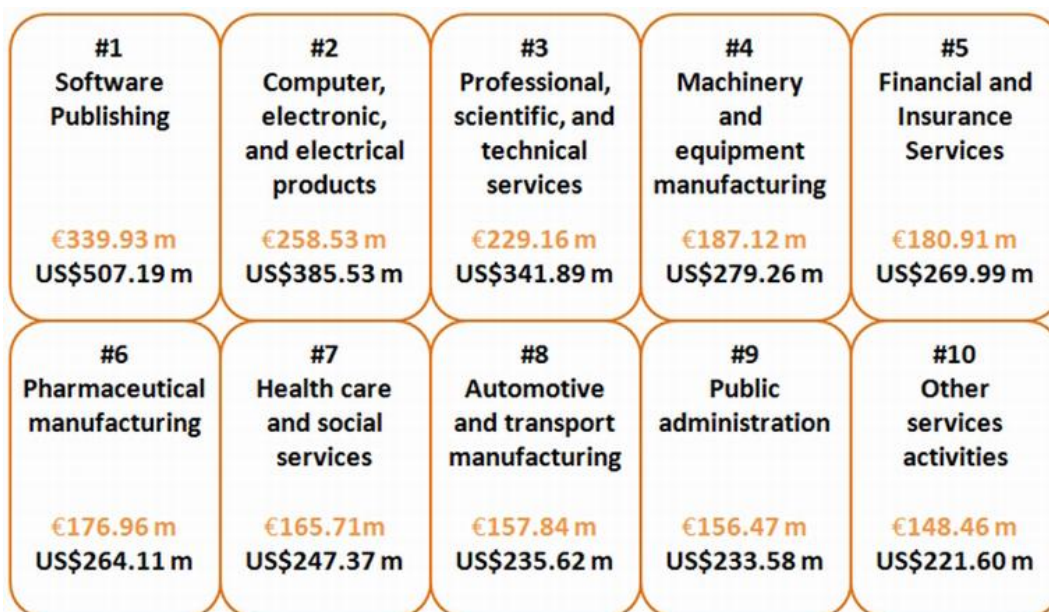 #1
Software
Publishing
€339.93 m
US$507.19 m
#2
Computer,
electronic,
and electrical
products
€258.53 m
US$385.53 m
#3
Professional,
scientific, and
technical
services
€229.16 m
US$341.89 m
#4
Machinery
and
equipment
manufacturing
€187.12 m
US$279.26 m
#5
Financial and
Insurance
Services
€180.91 m
US$269.99 m
#6
Pharmaceutical
manufacturing
€176.96 m
US$264.11 m
#7
Health care
and social
services
€165.71m
US$247.37 m
#8
Automotive
and transport
manufacturing
€157.84 m
US$235.62 m
#9
Public
administration
€156.47 m
US$233.58 m
#10
Other
services
activities
€148.46 m
US$221.60 m